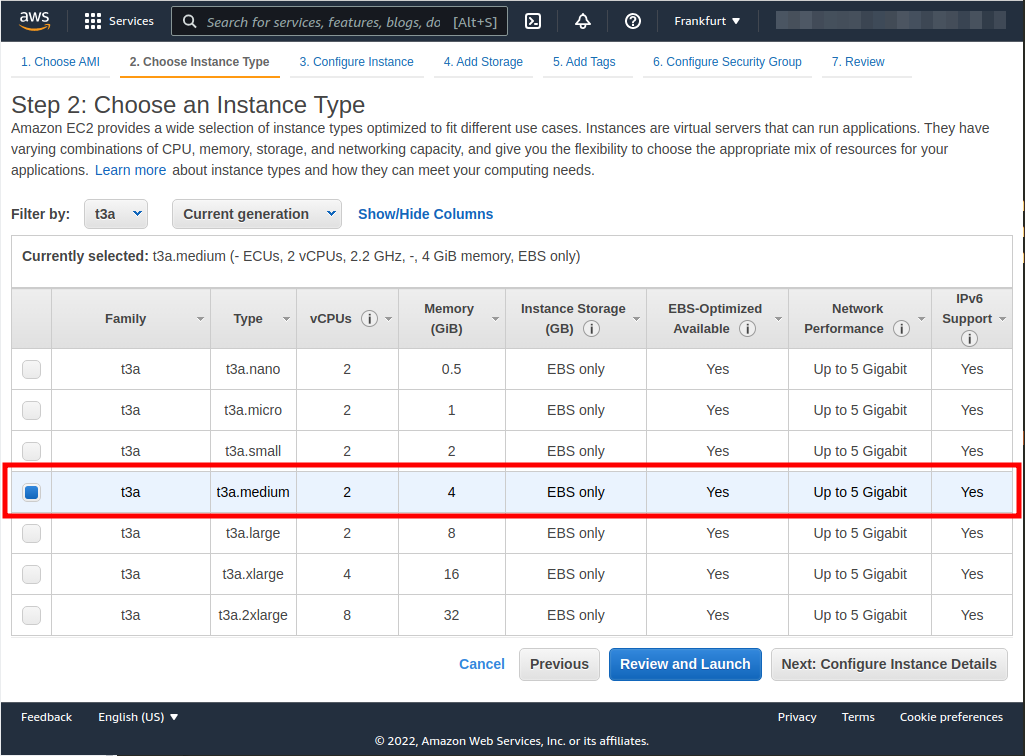 aws Services Search for services, features, blogs, do [Alt+S] Frankfurt
1. Choose AMI 2. Choose Instance Type 3. Configure Instance 4. Add Storage 5. Add Tags 6. Configure Security Group 7. Review
Step 2: Choose an Instance Type
Amazon EC2 provides a wide selection of instance types optimized to fit different use cases. Instances are virtual servers that can run applications. They have
varying combinations of CPU, memory, storage, and networking capacity, and give you the flexibility to choose the appropriate mix of resources for your
applications. Learn more about instance types and how they can meet your computing needs.
Filter by: t3a Current generation Show/Hide Columns
Currently selected: t3a.medium (- ECUs, 2 vCPUs, 2.2 GHz, -, 4 GiB memory, EBS only)
Family Type vCPUs Memory (GiB) Instance Storage (GB) EBS-Optimized Available Network Performance IPv6 Support
t3a t3a.nano 2 0.5 EBS only Yes Up to 5 Gigabit Yes
t3a t3a.micro 2 1 EBS only Yes Up to 5 Gigabit Yes
t3a t3a.small 2 2 EBS only Yes Up to 5 Gigabit Yes
t3a t3a.medium 2 4 EBS only Yes Up to 5 Gigabit Yes
t3a t3a.large 2 8 EBS only Yes Up to 5 Gigabit Yes
t3a t3a.xlarge 4 16 EBS only Yes Up to 5 Gigabit Yes
t3a t3a.2xlarge 8 32 EBS only Yes Up to 5 Gigabit Yes
Cancel Previous Review and Launch Next: Configure Instance Details
Feedback English (US) Privacy Terms Cookie preferences
© 2022, Amazon Web Services, Inc. or its affiliates.